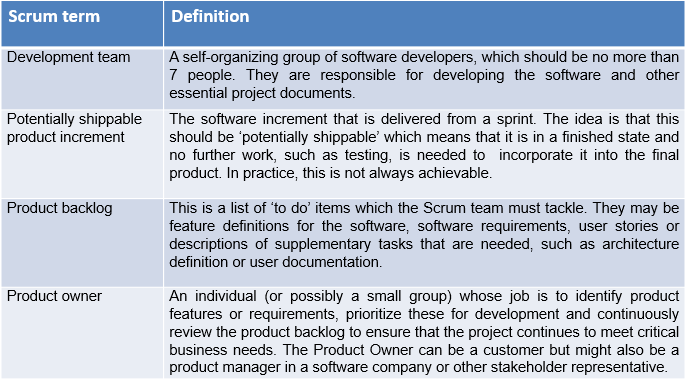 Scrum term Definition
Development team A self-organizing group of software developers, which should be no more than
7 people. They are responsible for developing the software and other
essential project documents.
Potentially shippable The software increment that is delivered from a sprint. The idea is that this
product increment should be ‘potentially shippable’ which means that it is in a finished state and
no further work, such as testing, is needed to incorporate it into the final
product. In practice, this is not always achievable.
Product backlog This is a list of ‘to do’ items which the Scrum team must tackle. They may be
feature definitions for the software, software requirements, user stories or
descriptions of supplementary tasks that are needed, such as architecture
definition or user documentation.
Product owner An individual (or possibly a small group) whose job is to identify product
features or requirements, prioritize these for development and continuously
review the product backlog to ensure that the project continues to meet critical
business needs. The Product Owner can be a customer but might also be a
product manager in a software company or other stakeholder representative.